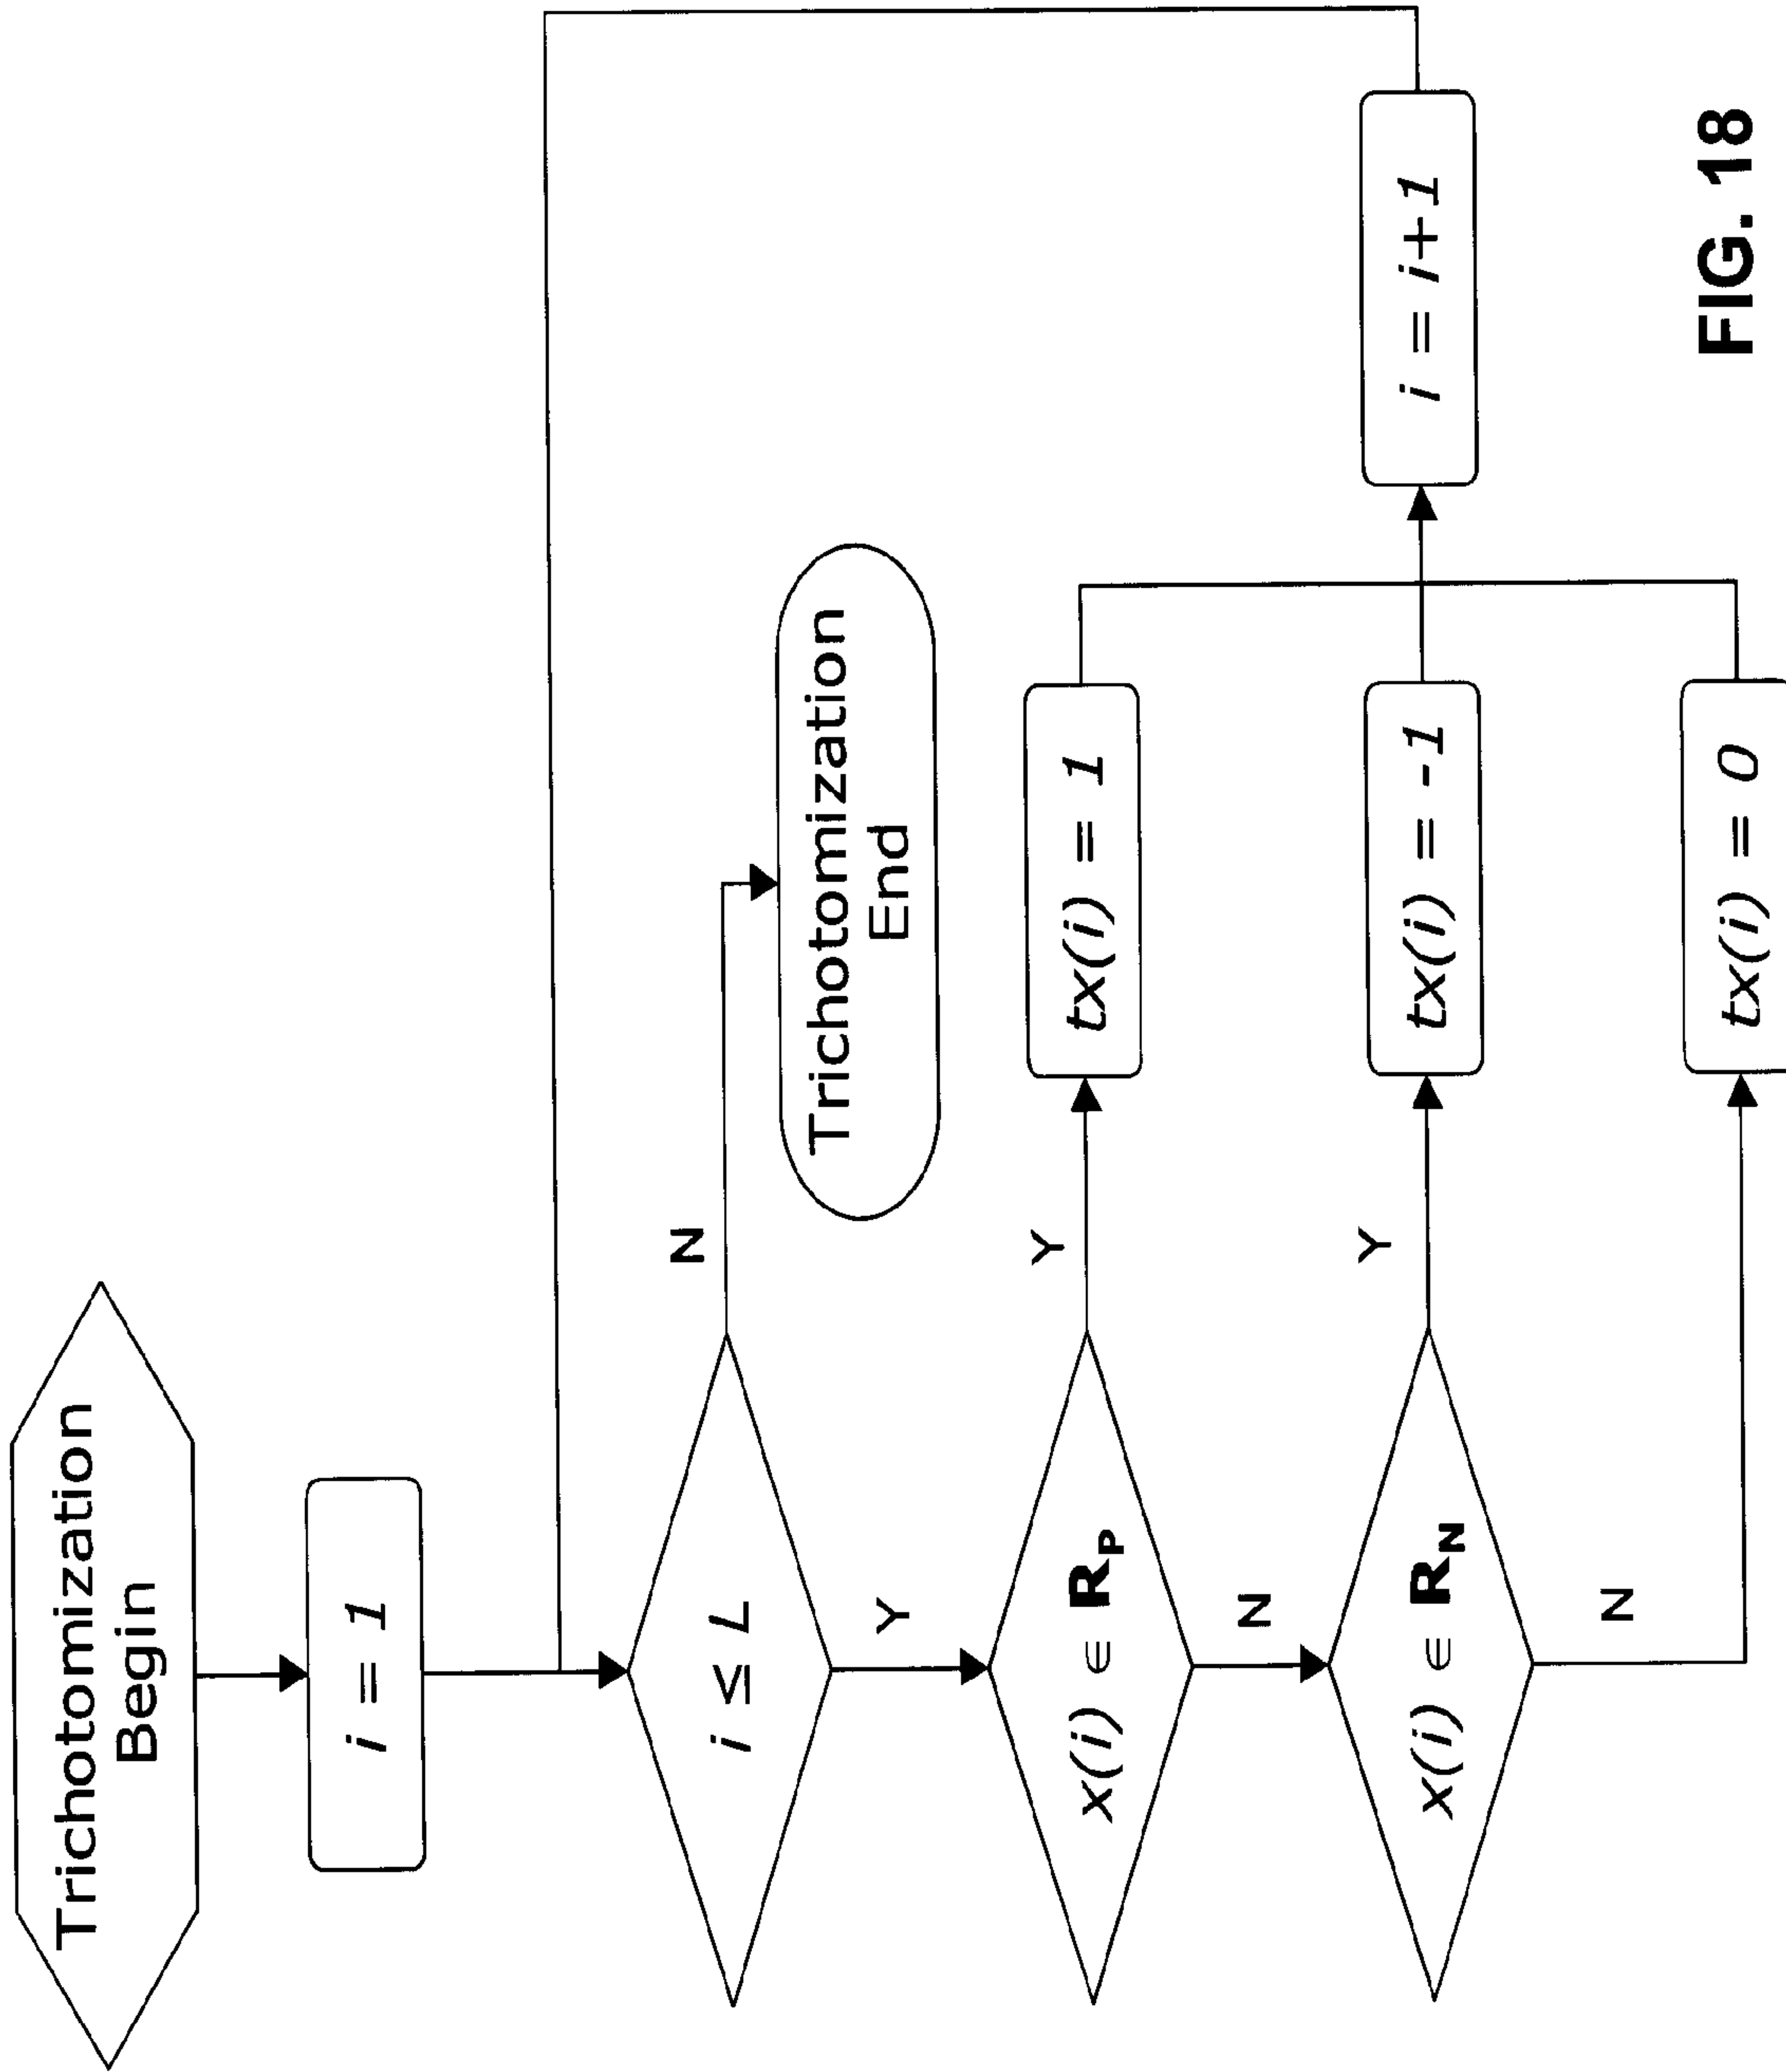 Trichotomization
Begin
i = 1
i ≤ L
N
Trichotomization
End
Y
x(i) ∈ R_P
Y
tx(i) = 1
N
x(i) ∈ R_N
Y
tx(i) = -1
i = i+1
N
tx(i) = 0
FIG. 18